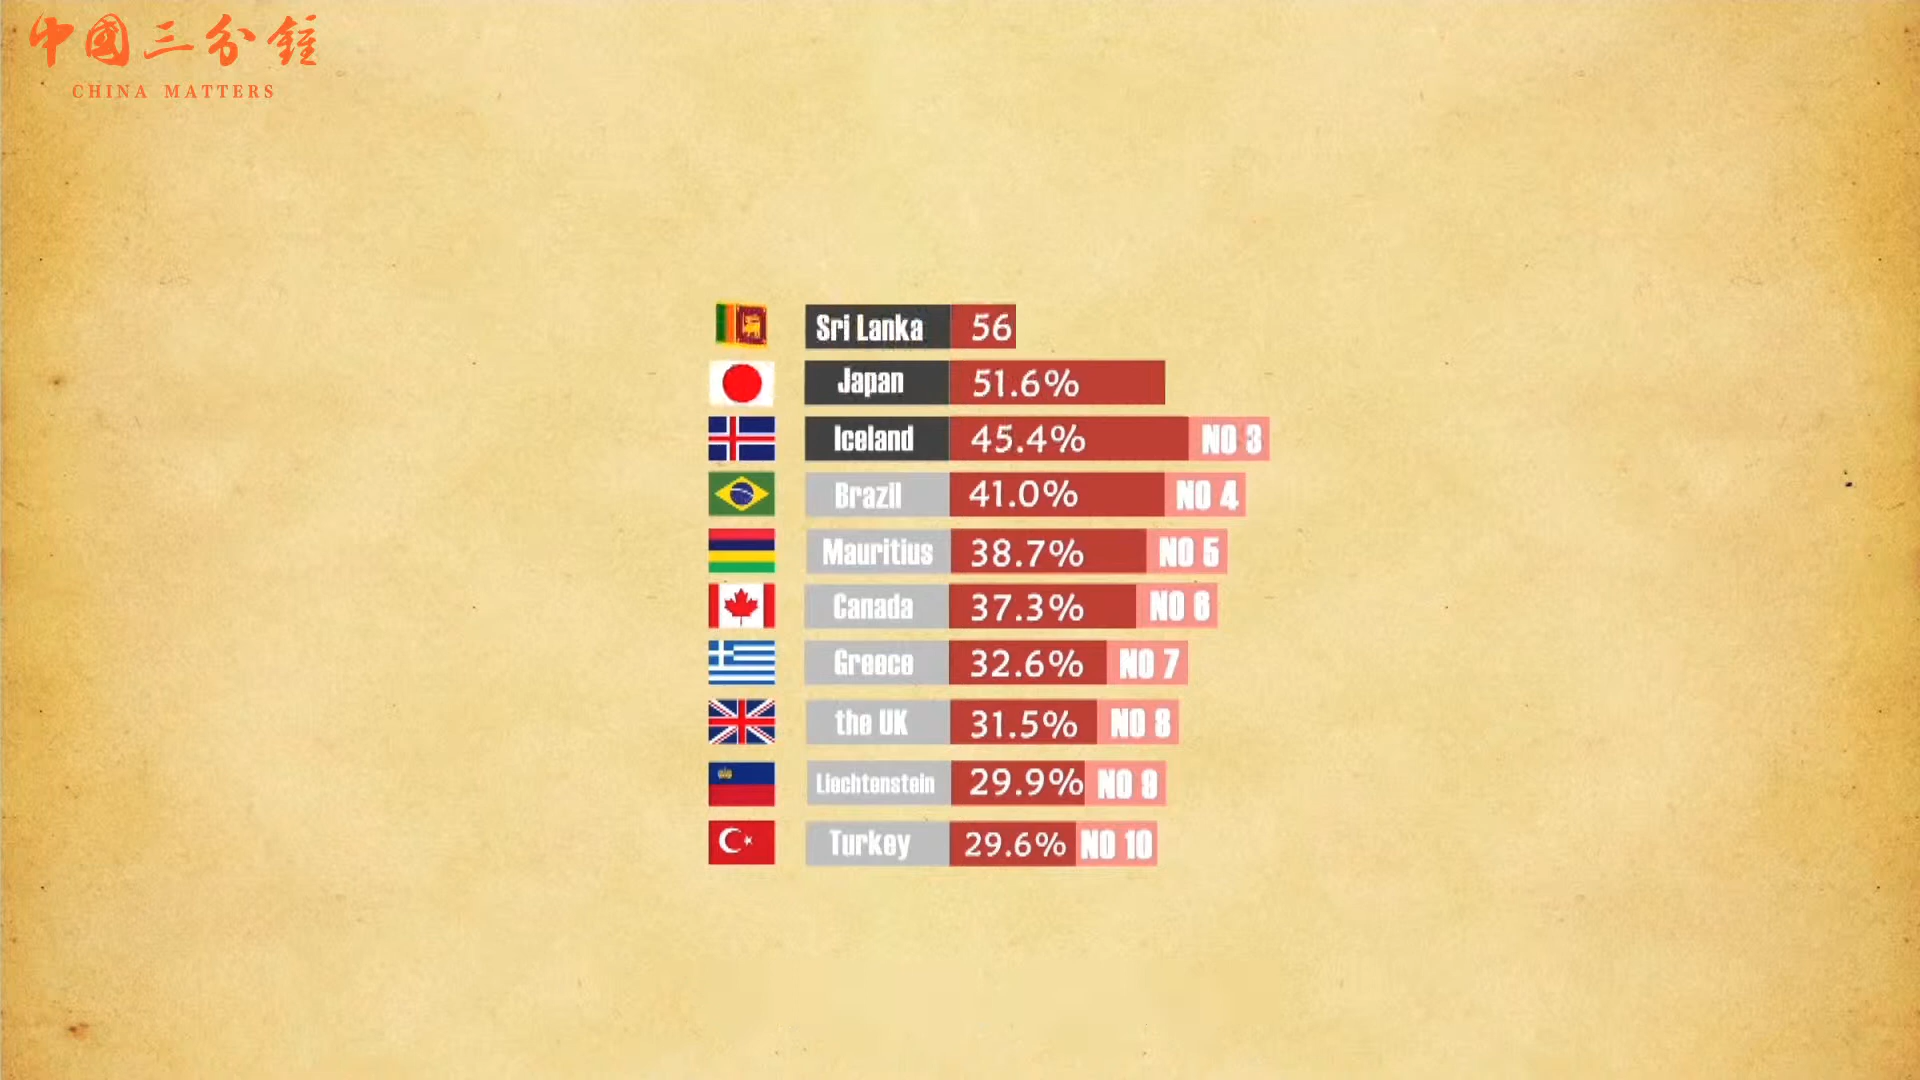 中國三分鐘
CHINA MATTERS
Sri Lanka 56
Japan 51.6%
Iceland 45.4% NO 3
Brazil 41.0% NO 4
Mauritius 38.7% NO 5
Canada 37.3% NO 6
Greece 32.6% NO 7
the UK 31.5% NO 8
Liechtenstein 29.9% NO 9
Turkey 29.6% NO 10